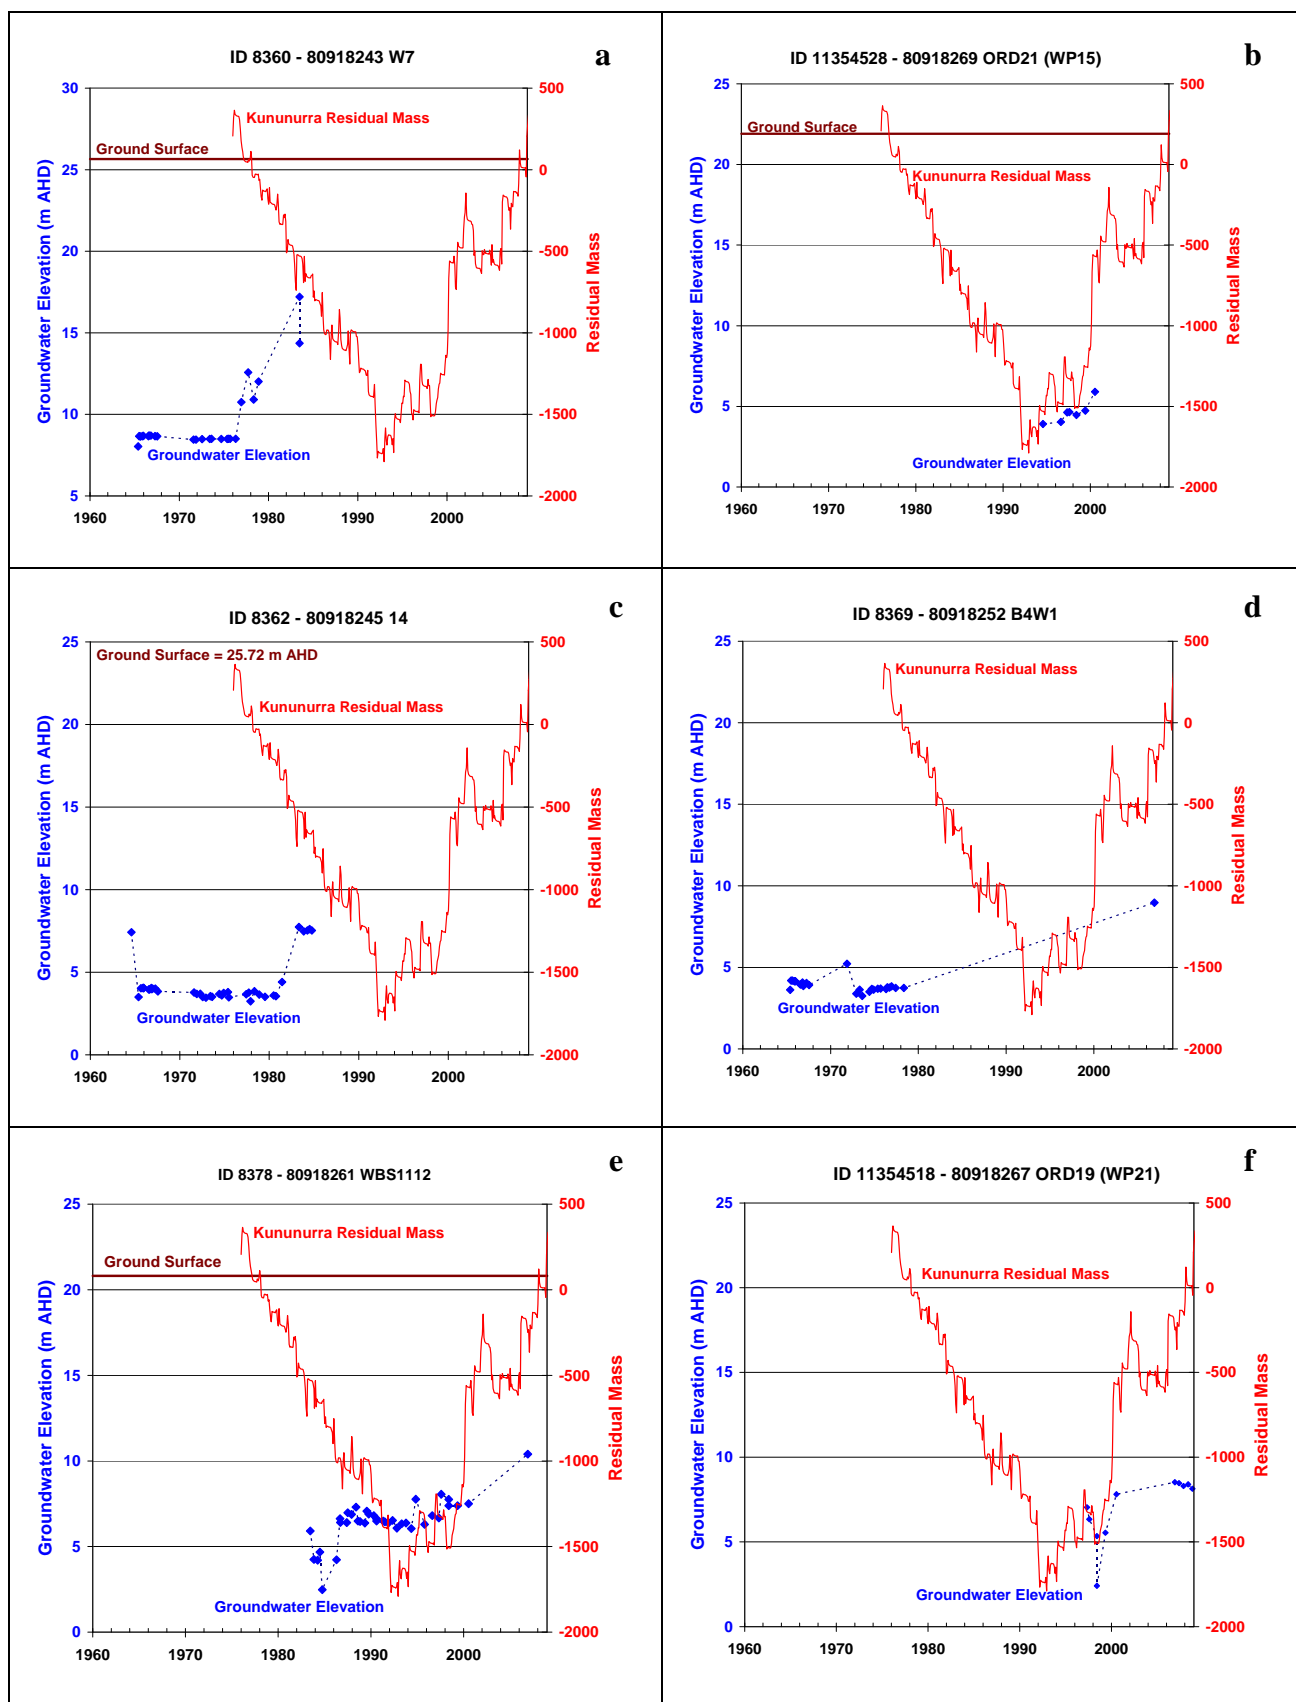 a
ID 8360 - 80918243 W7
30
25
20
15
10
5
500
0
-500
-1000
-1500
-2000
Kununurra Residual Mass
Ground Surface
Groundwater Elevation (m AHD)
Residual Mass
Groundwater Elevation
1960 1970 1980 1990 2000
b
ID 11354528 - 80918269 ORD21 (WP15)
25
20
15
10
5
0
500
0
-500
-1000
-1500
-2000
Ground Surface
Kununurra Residual Mass
Groundwater Elevation (m AHD)
Residual Mass
Groundwater Elevation
1960 1970 1980 1990 2000
c
ID 8362 - 80918245 14
25
20
15
10
5
0
500
0
-500
-1000
-1500
-2000
Ground Surface = 25.72 m AHD
Kununurra Residual Mass
Groundwater Elevation (m AHD)
Residual Mass
Groundwater Elevation
1960 1970 1980 1990 2000
d
ID 8369 - 80918252 B4W1
25
20
15
10
5
0
500
0
-500
-1000
-1500
-2000
Kununurra Residual Mass
Groundwater Elevation (m AHD)
Residual Mass
Groundwater Elevation
1960 1970 1980 1990 2000
e
ID 8378 - 80918261 WBS1112
25
20
15
10
5
0
500
0
-500
-1000
-1500
-2000
Kununurra Residual Mass
Ground Surface
Groundwater Elevation (m AHD)
Residual Mass
Groundwater Elevation
1960 1970 1980 1990 2000
f
ID 11354518 - 80918267 ORD19 (WP21)
25
20
15
10
5
0
500
0
-500
-1000
-1500
-2000
Kununurra Residual Mass
Groundwater Elevation (m AHD)
Residual Mass
Groundwater Elevation
1960 1970 1980 1990 2000